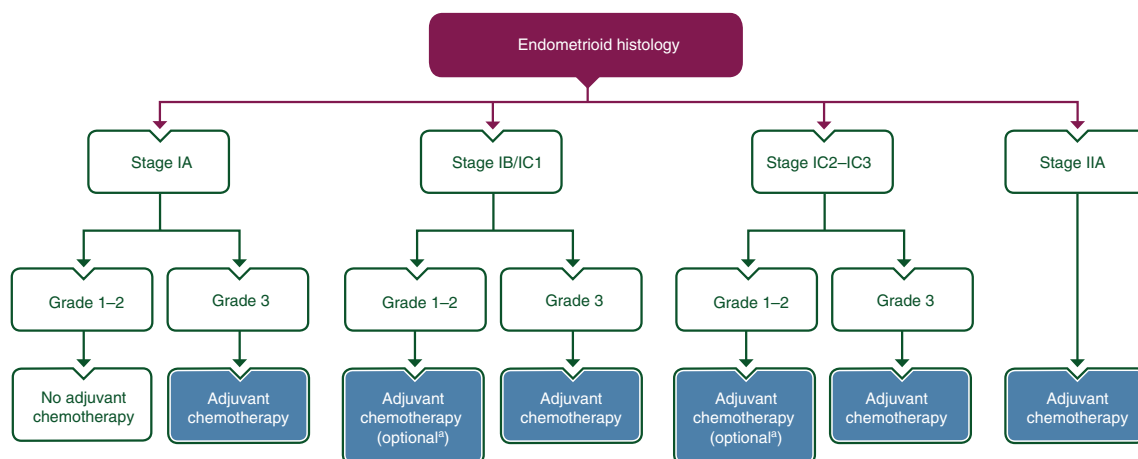 Endometrioid histology
Stage IA
Stage IB/IC1
Stage IC2–IC3
Stage IIA
Grade 1–2
Grade 3
Grade 1–2
Grade 3
Grade 1–2
Grade 3
No adjuvant
chemotherapy
Adjuvant
chemotherapy
Adjuvant
chemotherapy
(optionalᵃ)
Adjuvant
chemotherapy
Adjuvant
chemotherapy
(optionalᵃ)
Adjuvant
chemotherapy
Adjuvant
chemotherapy